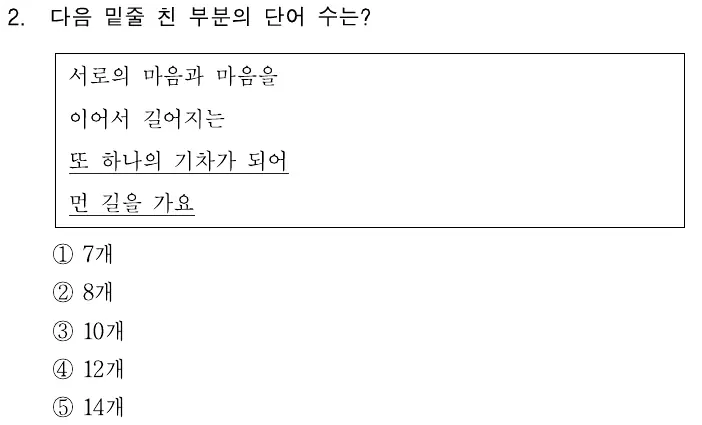 2. 다음 밑줄 친 부분의 단어 수는?
서로의 마음과 마음을
이어서 길어지는
또 하나의 기차가 되어
먼 길을 가요
① 7개
② 8개
③ 10개
④ 12개
⑤ 14개